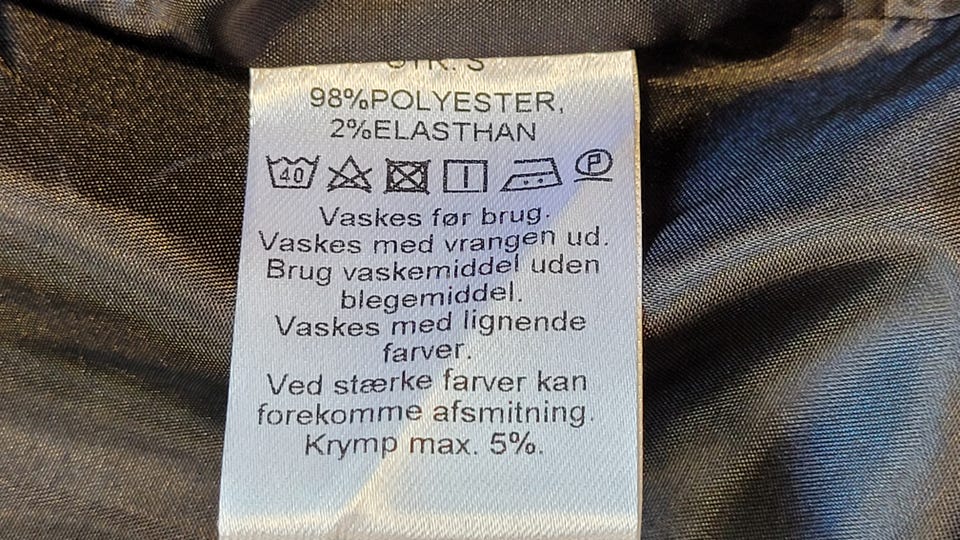 STR. S
98%POLYESTER,
2%ELASTHAN
40 P
Vaskes før brug.
Vaskes med vrangen ud.
Brug vaskemiddel uden
blegemiddel.
Vaskes med lignende
farver.
Ved stærke farver kan
forekomme afsmitning.
Krymp max. 5%.